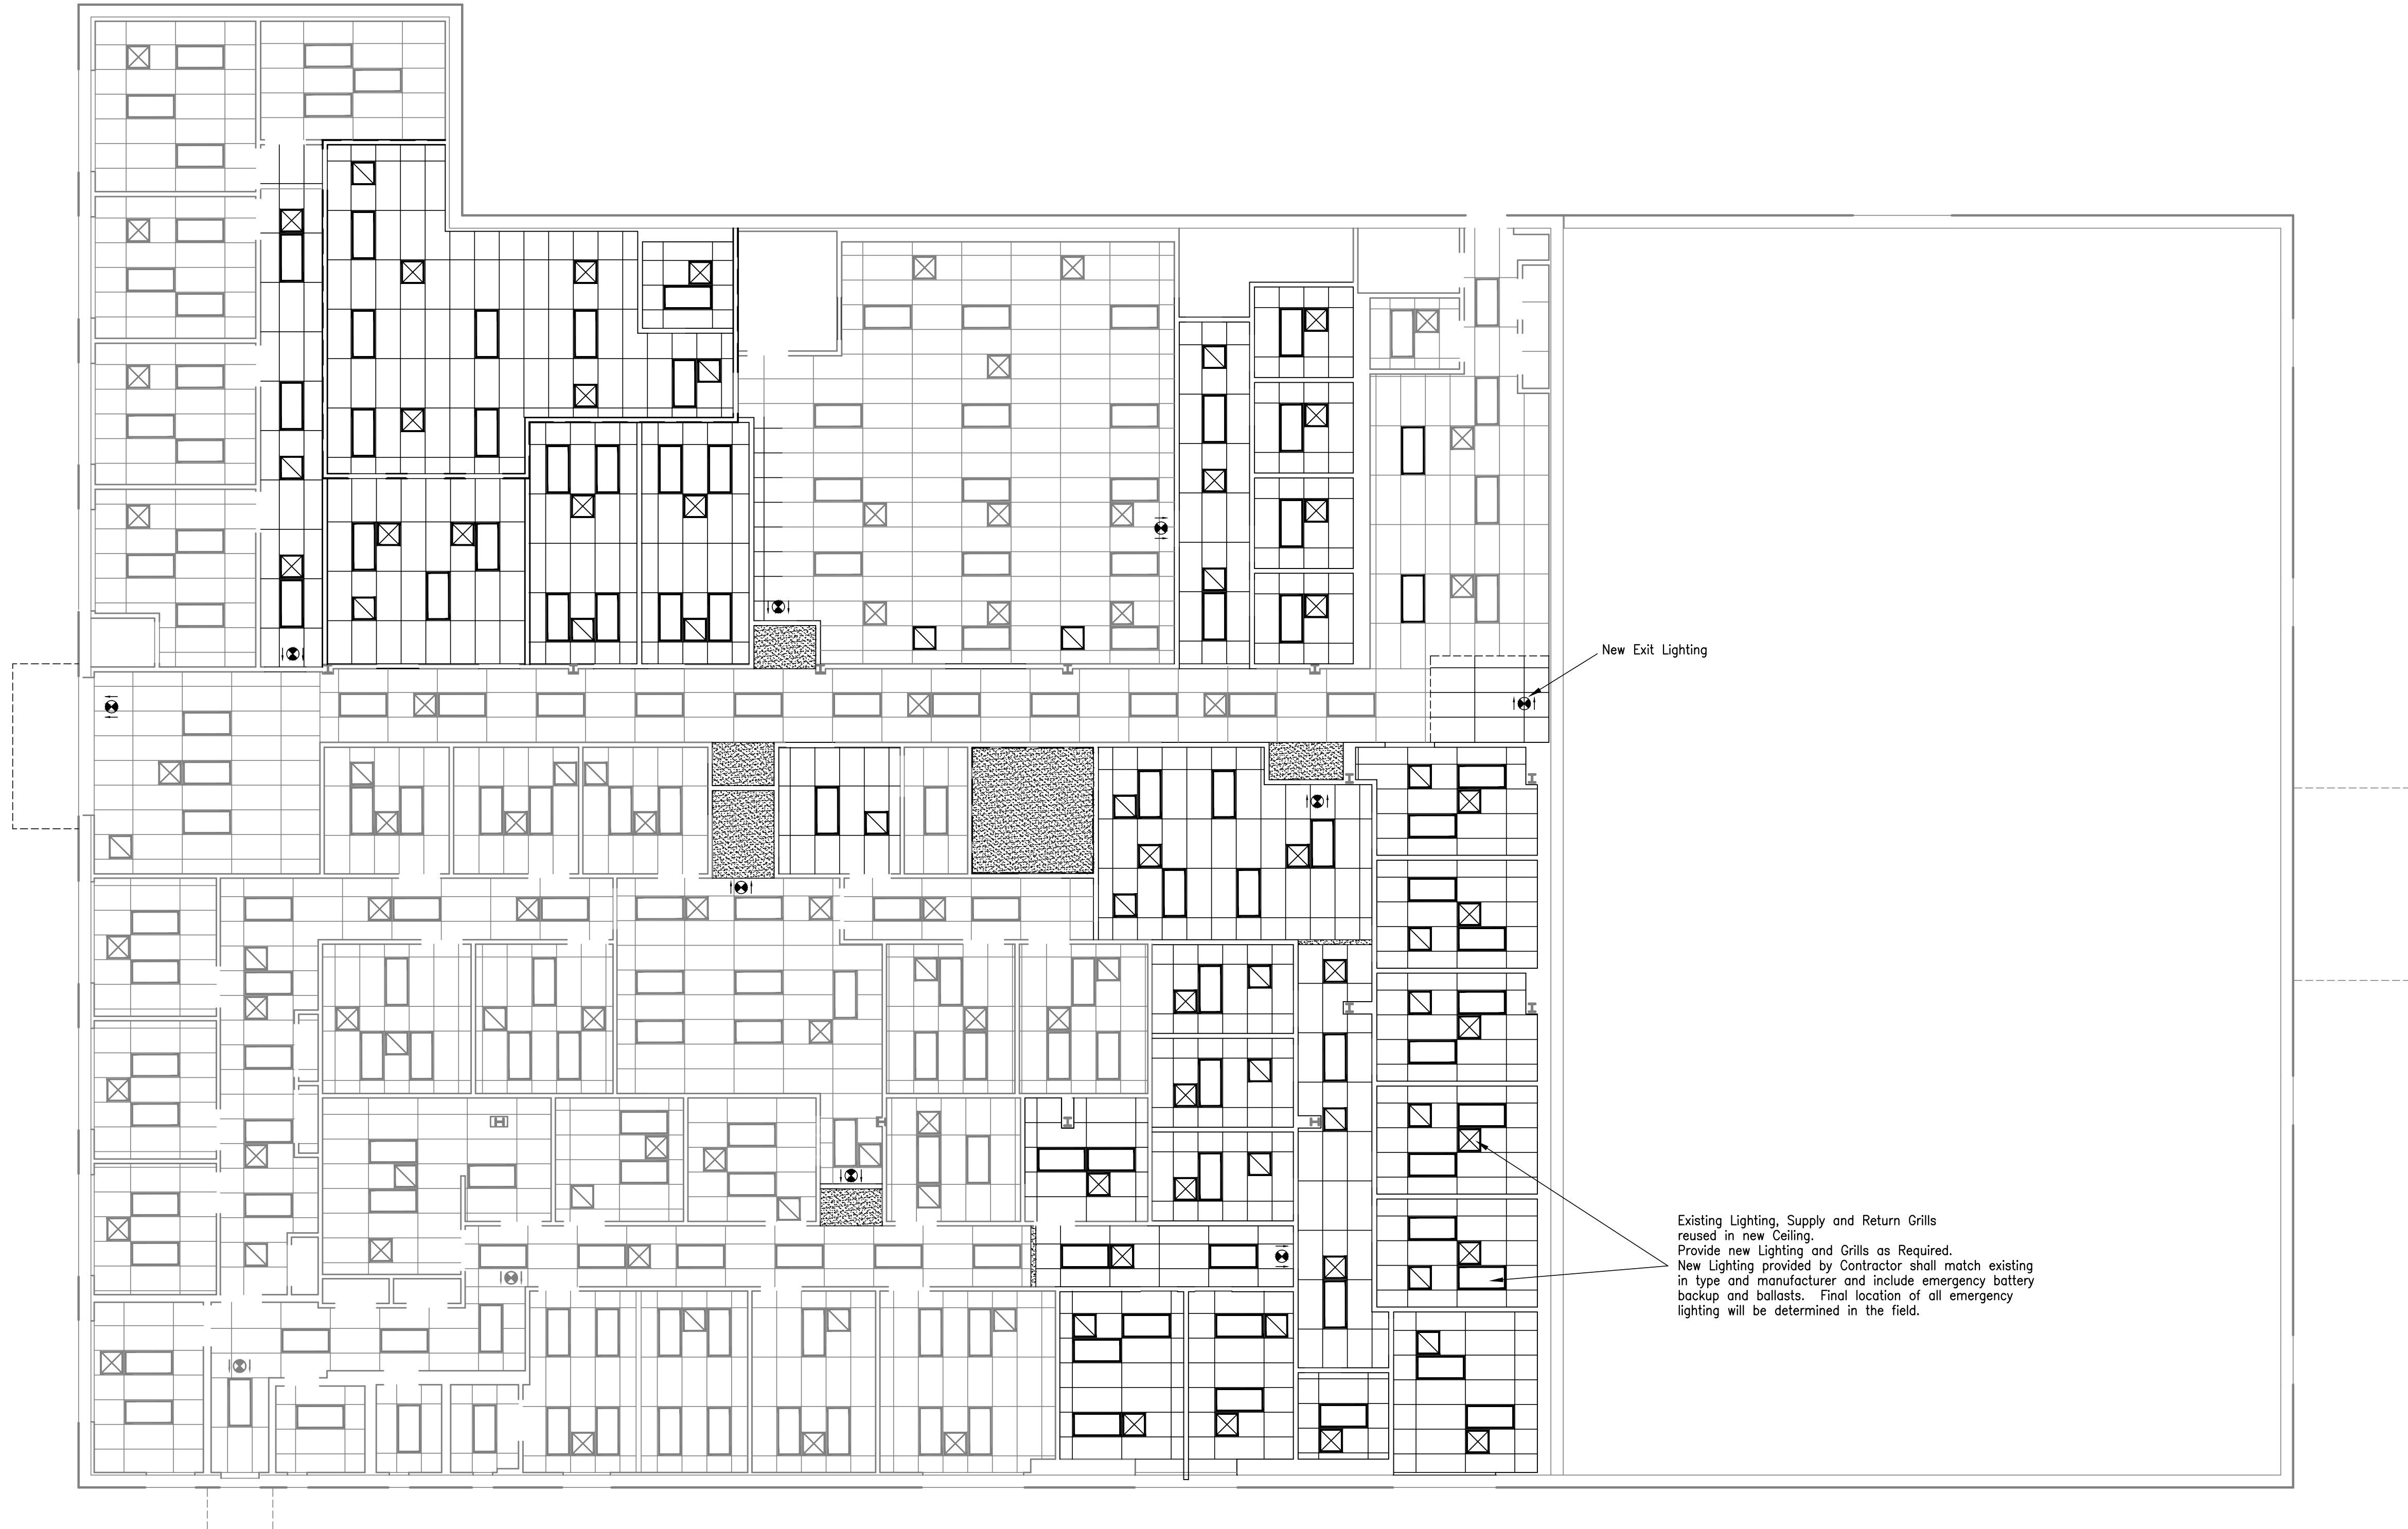 New Exit Lighting
Existing Lighting, Supply and Return Grills
reused in new Ceiling.
Provide new Lighting and Grills as Required.
New Lighting provided by Contractor shall match existing
in type and manufacturer and include emergency battery
backup and ballasts. Final location of all emergency
lighting will be determined in the field.